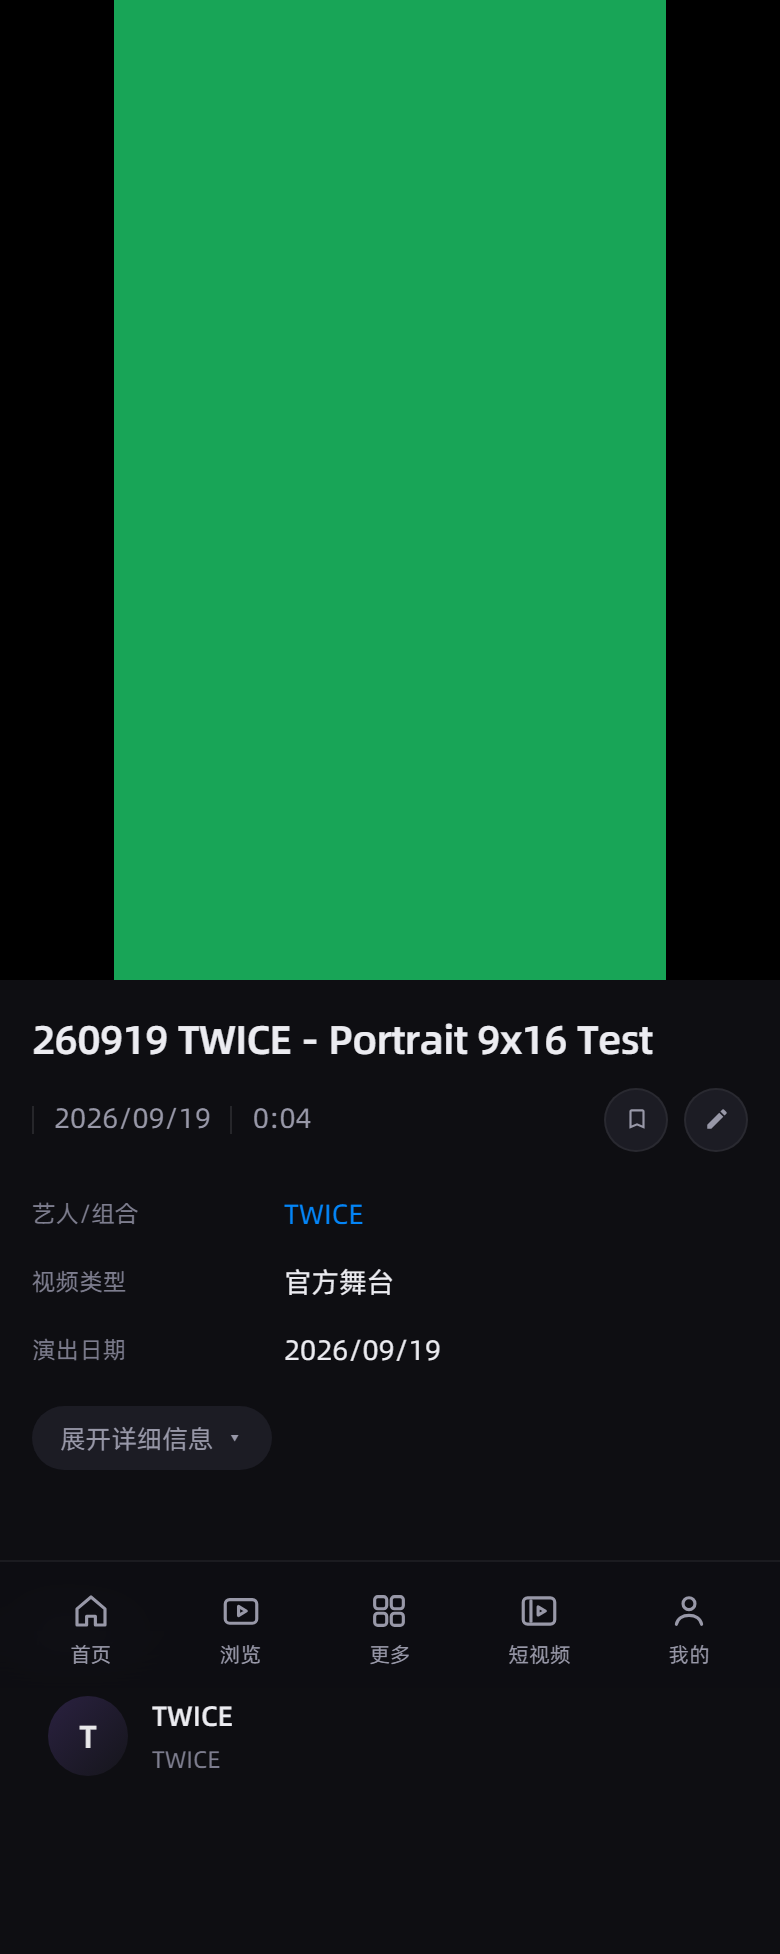 260919 TWICE - Portrait 9x16 Test
2026/09/19
0:04
艺人/组合
TWICE
视频类型
官方舞台
演出日期
2026/09/19
展开详细信息
首页
浏览
更多
短视频
我的
T
TWICE
TWICE